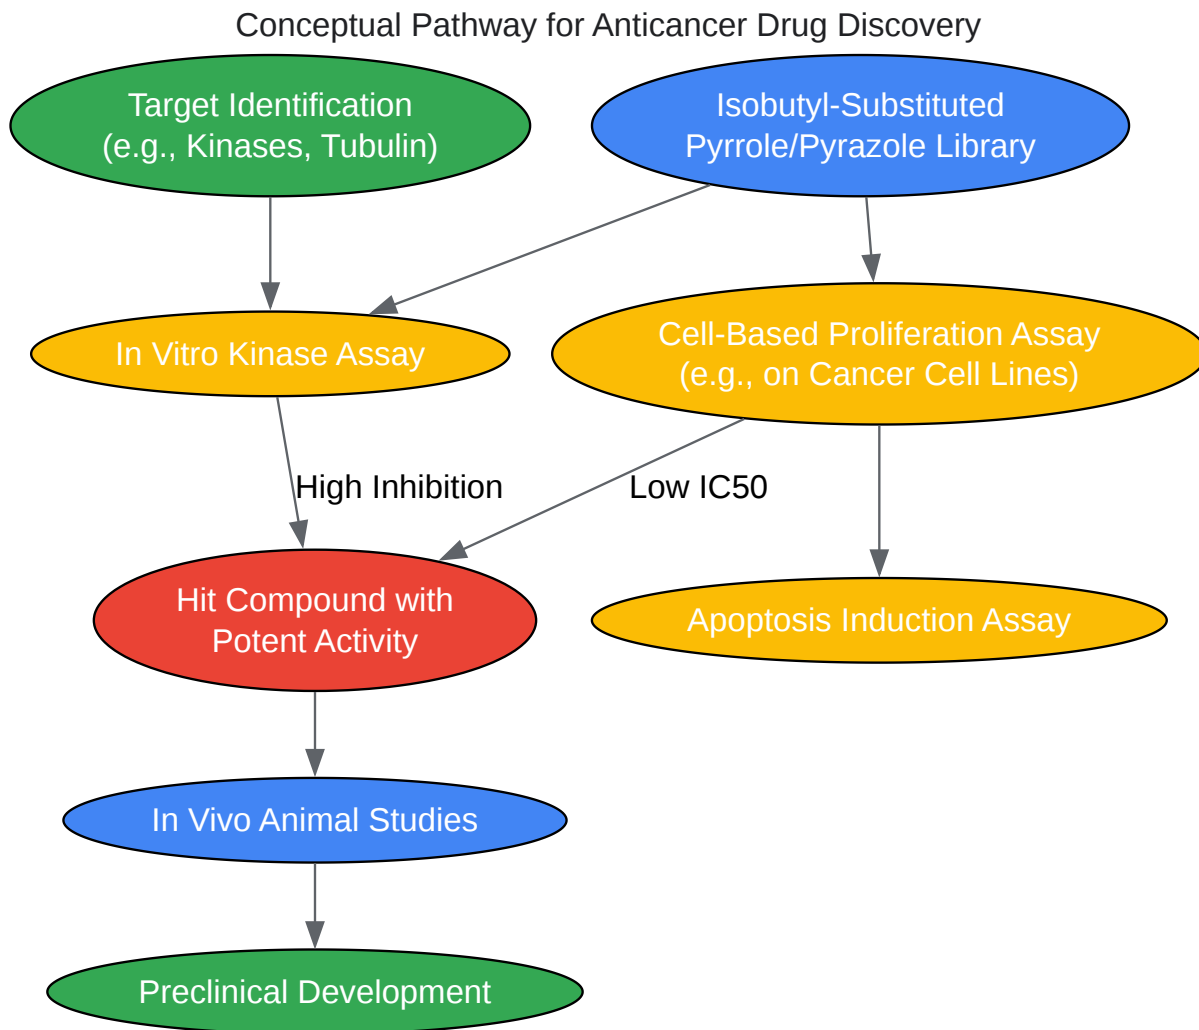 Conceptual Pathway for Anticancer Drug Discovery
Target Identification
(e.g., Kinases, Tubulin)
Isobutyl-Substituted
Pyrrole/Pyrazole Library
In Vitro Kinase Assay
Cell-Based Proliferation Assay
(e.g., on Cancer Cell Lines)
High Inhibition
Low IC50
Hit Compound with
Potent Activity
Apoptosis Induction Assay
In Vivo Animal Studies
Preclinical Development